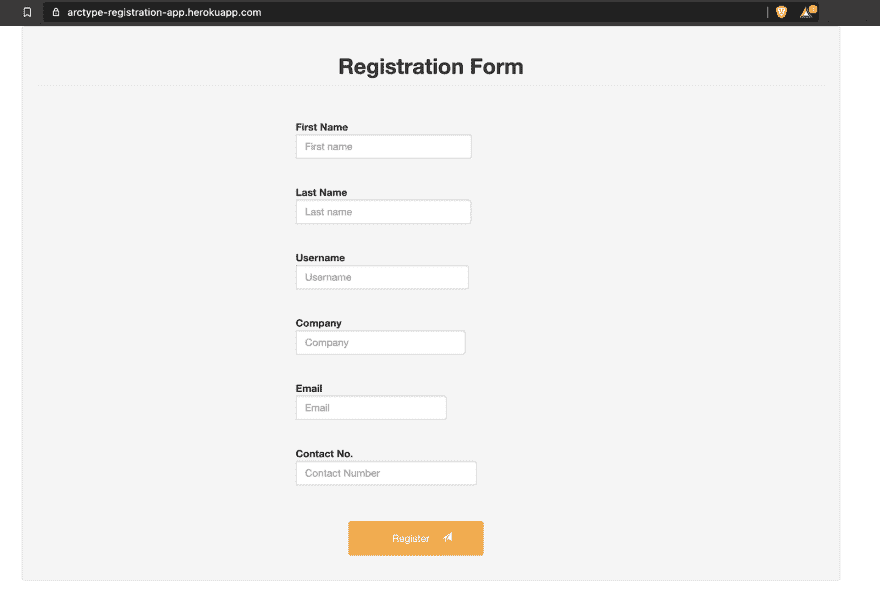 arctype-registration-app.herokuapp.com
Registration Form
First Name
First name
Last Name
Last name
Username
Username
Company
Company
Email
Email
Contact No.
Contact Number
Register